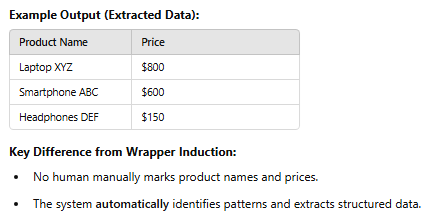 Example Output (Extracted Data):
Product Name Price
Laptop XYZ $800
Smartphone ABC $600
Headphones DEF $150
Key Difference from Wrapper Induction:
• No human manually marks product names and prices.
• The system automatically identifies patterns and extracts structured data.